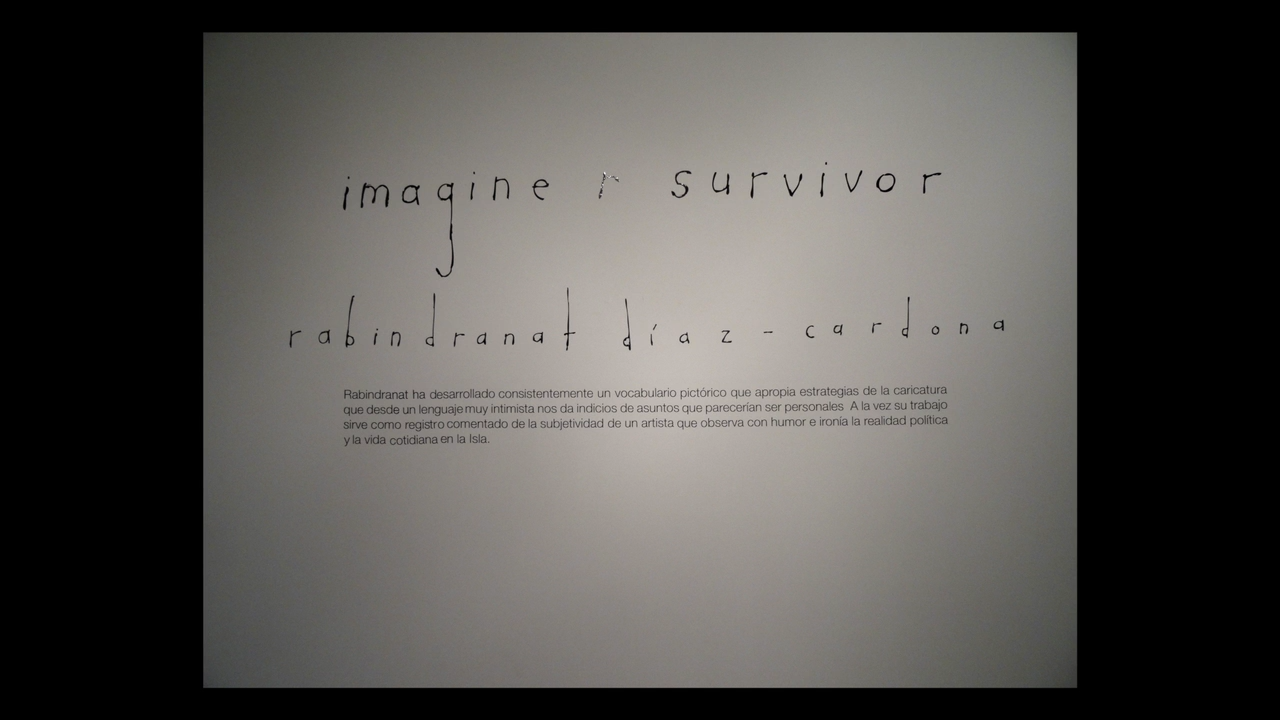 imagine r survivor
rabindranat díaz-cardona
Rabindranat ha desarrollado consistentemente un vocabulario pictórico que apropia estrategias de la caricatura
que desde un lenguaje muy intimista nos da indicios de asuntos que parecerían ser personales A la vez su trabajo
sirve como registro comentado de la subjetividad de un artista que observa con humor e ironía la realidad política
y la vida cotidiana en la Isla.